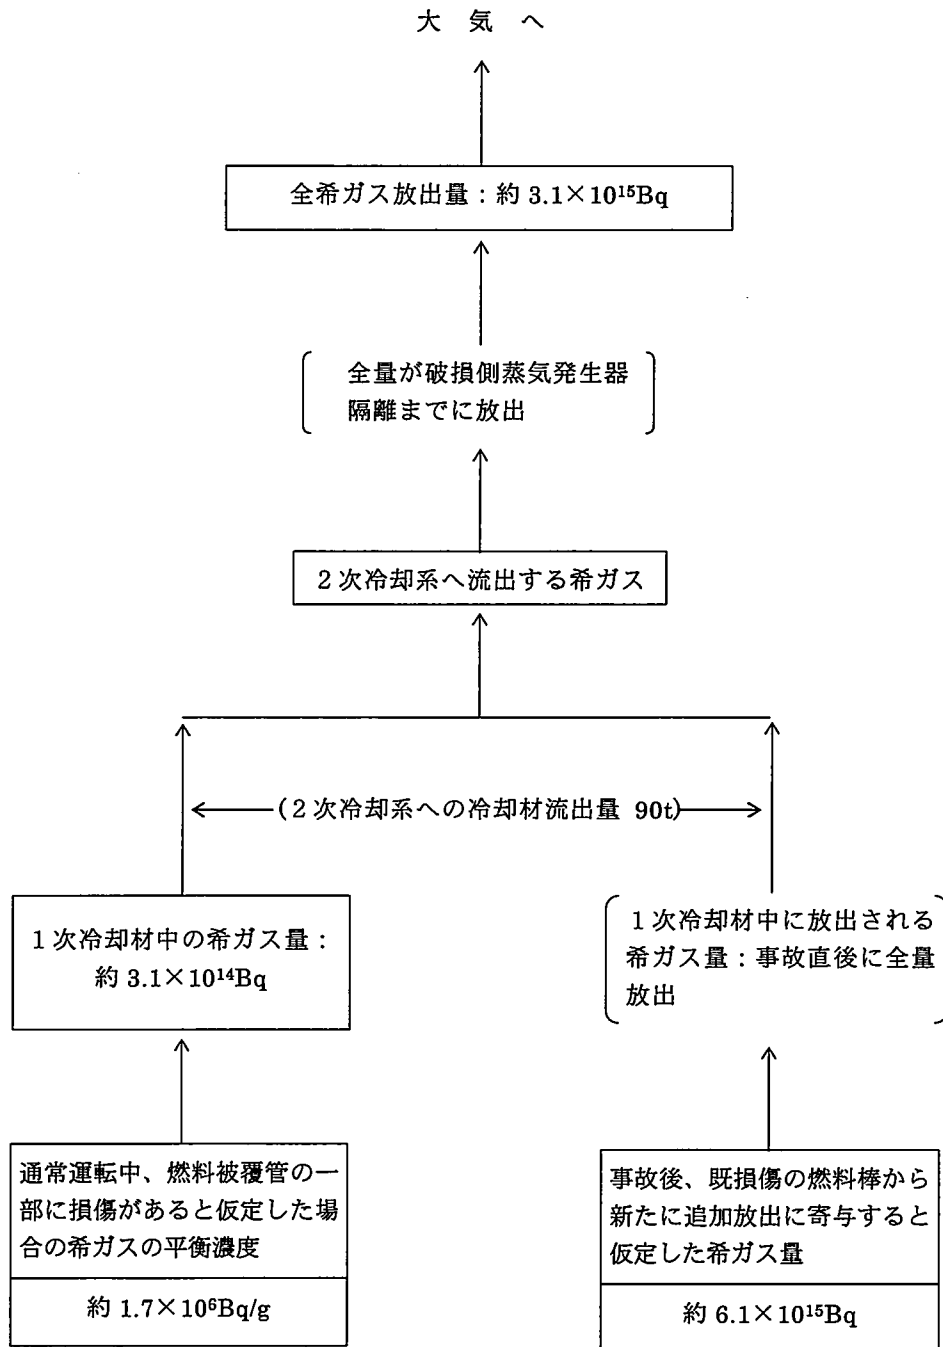 大 気 へ
全希ガス放出量:約 3.1×10¹⁵Bq
全量が破損側蒸気発生器
隔離までに放出
2次冷却系へ流出する希ガス
(2次冷却系への冷却材流出量 90t)
1次冷却材中の希ガス量:
約 3.1×10¹⁴Bq
1次冷却材中に放出される
希ガス量:事故直後に全量
放出
通常運転中、燃料被覆管の一
部に損傷があると仮定した場
合の希ガスの平衡濃度
約 1.7×10⁶Bq/g
事故後、既損傷の燃料棒から
新たに追加放出に寄与すると
仮定した希ガス量
約 6.1×10¹⁵Bq